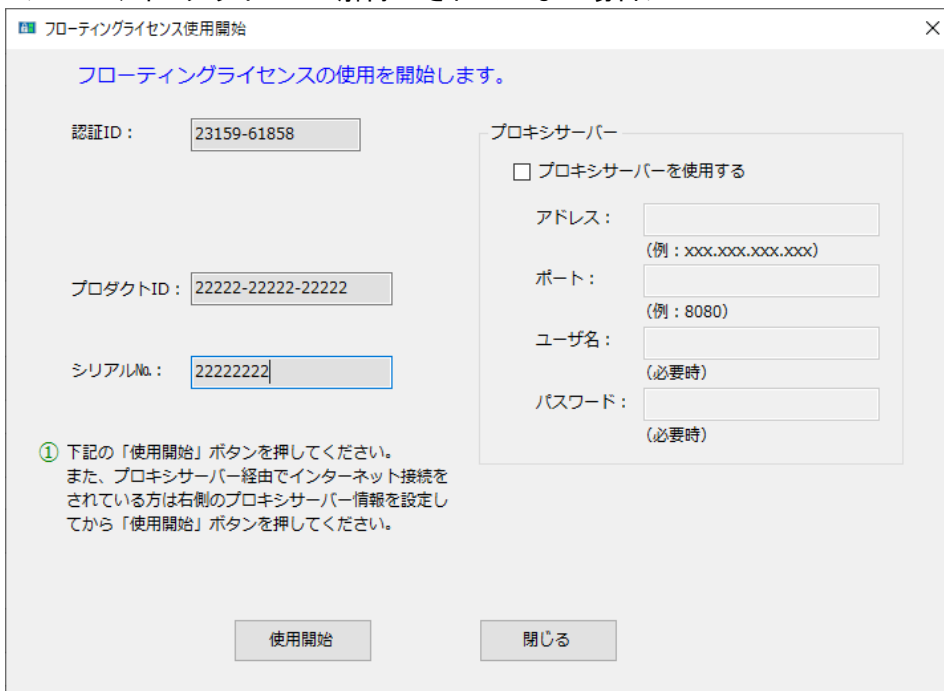 フローティングライセンス使用開始
フローティングライセンスの使用を開始します。
認証ID：
23159-61858
プロダクトID：
22222-22222-22222
シリアル№：
22222222
① 下記の「使用開始」ボタンを押してください。
また、プロキシサーバー経由でインターネット接続を
されている方は右側のプロキシサーバー情報を設定し
てから「使用開始」ボタンを押してください。
プロキシサーバー
プロキシサーバーを使用する
アドレス：
(例：xxx.xxx.xxx.xxx)
ポート：
(例：8080)
ユーザ名：
(必要時)
パスワード：
(必要時)
使用開始
閉じる